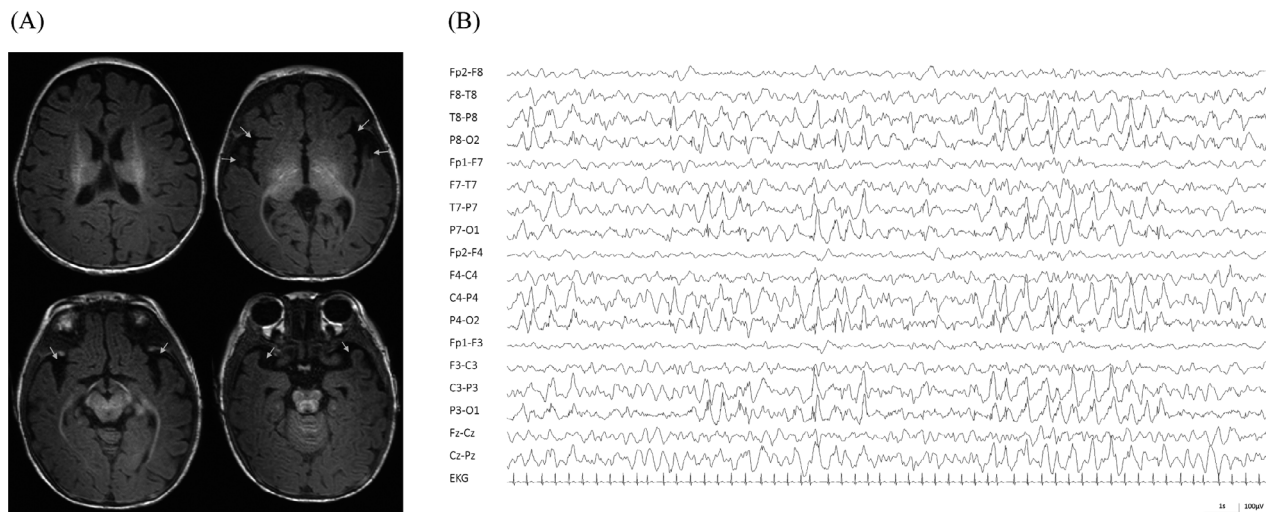 (A)
(B)
Fp2-F8
F8-T8
T8-P8
P8-O2
Fp1-F7
F7-T7
T7-P7
P7-O1
Fp2-F4
F4-C4
C4-P4
P4-O2
Fp1-F3
F3-C3
C3-P3
P3-O1
Fz-Cz
Cz-Pz
EKG
1s 100μV